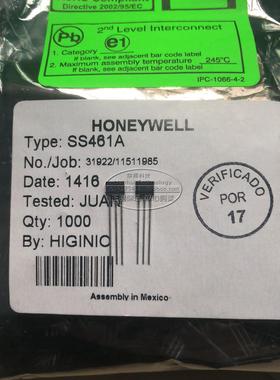 Directive 2002/95/EC
Pb
2nd Level Interconnect
e1
1. Category
If blank, see adjacent bar code label
2. Maximum assembly temperature 245°C
If blank, see adjacent bar code label
IPC-1066-4-2
HONEYWELL
Type: SS461A
No./Job: 31922/11511985
Date: 1416
Tested: JUAN
Qty: 1000
By: HIGINIO
VERIFICADO
POR
17
Assembly in Mexico